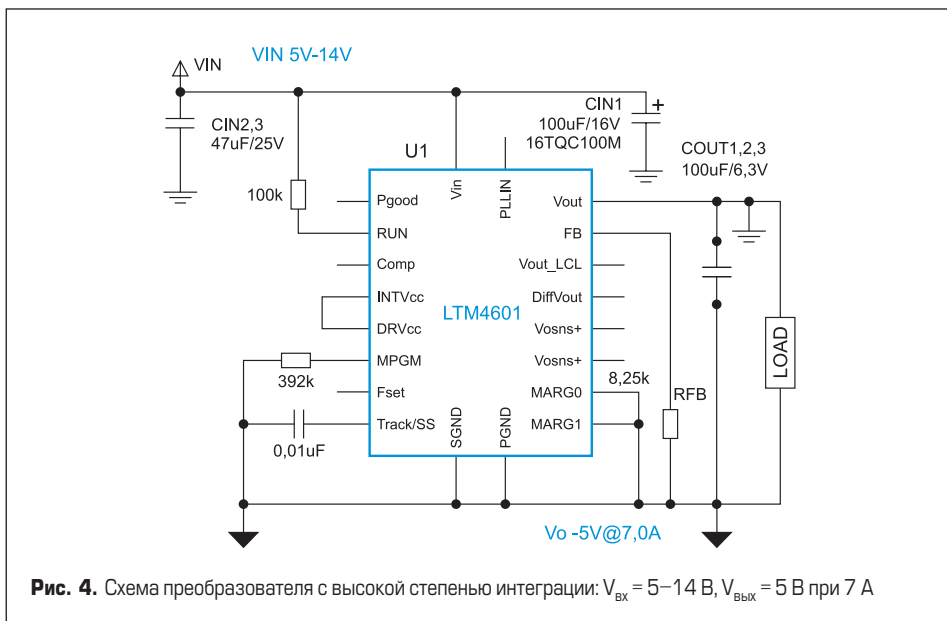 VIN 5V-14V
VIN
CIN2,3
47uF/25V
CIN1
+
100uF/16V
16TQC100M
COUT1,2,3
100uF/6,3V
U1
100k
Vin
PLLIN
Pgood
Vout
RUN
FB
Comp
Vout_LCL
INTVcc
DiffVout
LTM4601
DRVcc
Vosns+
MPGM
Vosns+
LOAD
392k
8,25k
Fset
MARG0
RFB
Track/SS
MARG1
SGND
PGND
0,01uF
Vo -5V@7,0A
Рис. 4. Схема преобразователя с высокой степенью интеграции: Vвх = 5–14 В, Vвых = 5 В при 7 А